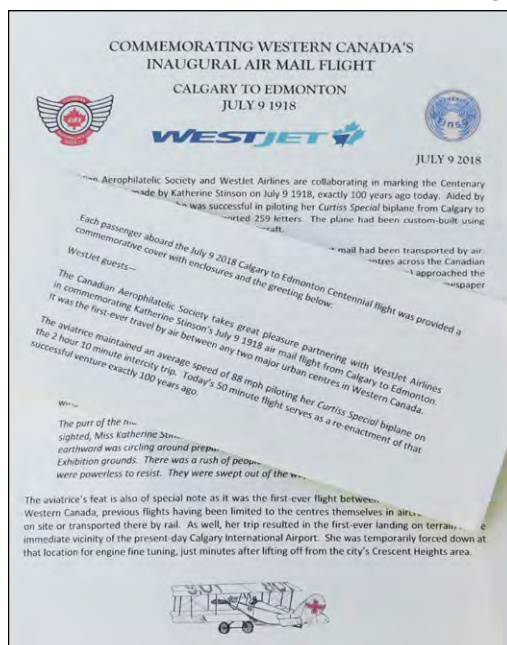 COMMEMORATING WESTERN CANADA'S
INAUGURAL AIR MAIL FLIGHT
CALGARY TO EDMONTON
JULY 9 1918
WESTJET
JULY 9 2018
Aerophilatelic Society and WestJet Airlines are collaborating in marking the Centenary
made by Katherine Stinson on July 9 1918, exactly 100 years ago today. Aided by
was successful in piloting her Curtiss Special biplane from Calgary to
259 letters. The plane had been custom-built using
mail had been transported by air.
across the Canadian
approached the
Each passenger aboard the July 9 2018 Calgary to Edmonton Centennial flight was provided a
commemorative cover with enclosures and the greeting below:
WestJet guests—
The Canadian Aerophilatelic Society takes great pleasure partnering with WestJet Airlines
in commemorating Katherine Stinson's July 9 1918 air mail flight from Calgary to Edmonton.
It was the first-ever travel by air between any two major urban centres in Western Canada.
The aviatrice maintained an average speed of 88 mph piloting her Curtiss Special biplane on
the 2 hour 10 minute intercity trip. Today's 50 minute flight serves as a re-enactment of that
successful venture exactly 100 years ago.
The purr of the
sighted, Miss Katherine
earthward was circling around
Exhibition grounds. There was a rush of
were powerless to resist. They were swept out of the
The aviatrice's feat is also of special note as it was the first-ever flight between
Western Canada, previous flights having been limited to the centres themselves in
on site or transported there by rail. As well, her trip resulted in the first-ever landing on terrain
immediate vicinity of the present-day Calgary International Airport. She was temporarily forced down at
that location for engine fine tuning, just minutes after lifting off from the city's Crescent Heights area.